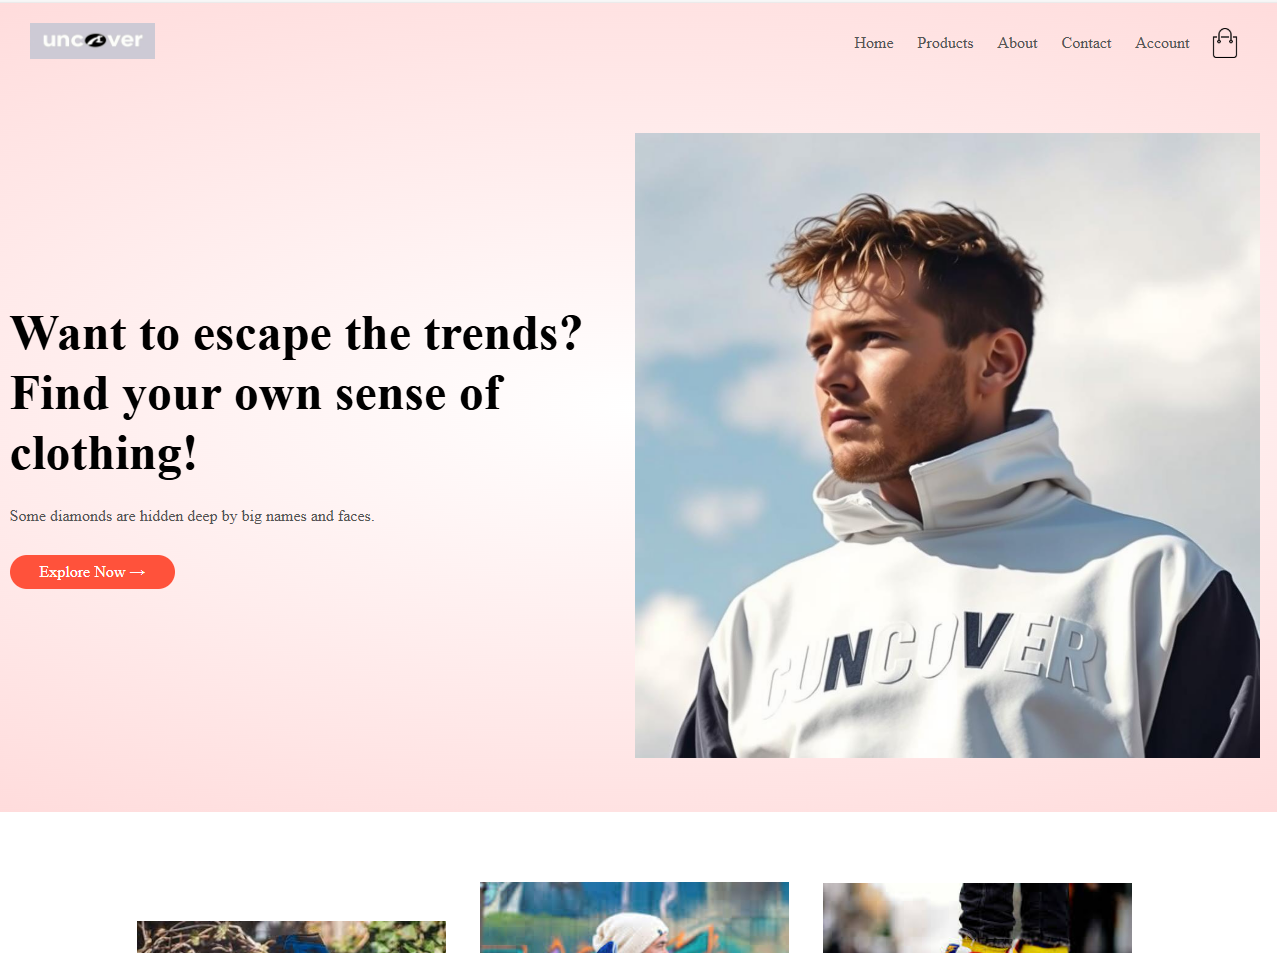 uncover
Home Products About Contact Account
Want to escape the trends?
Find your own sense of
clothing!
Some diamonds are hidden deep by big names and faces.
Explore Now →
CUNCOVER